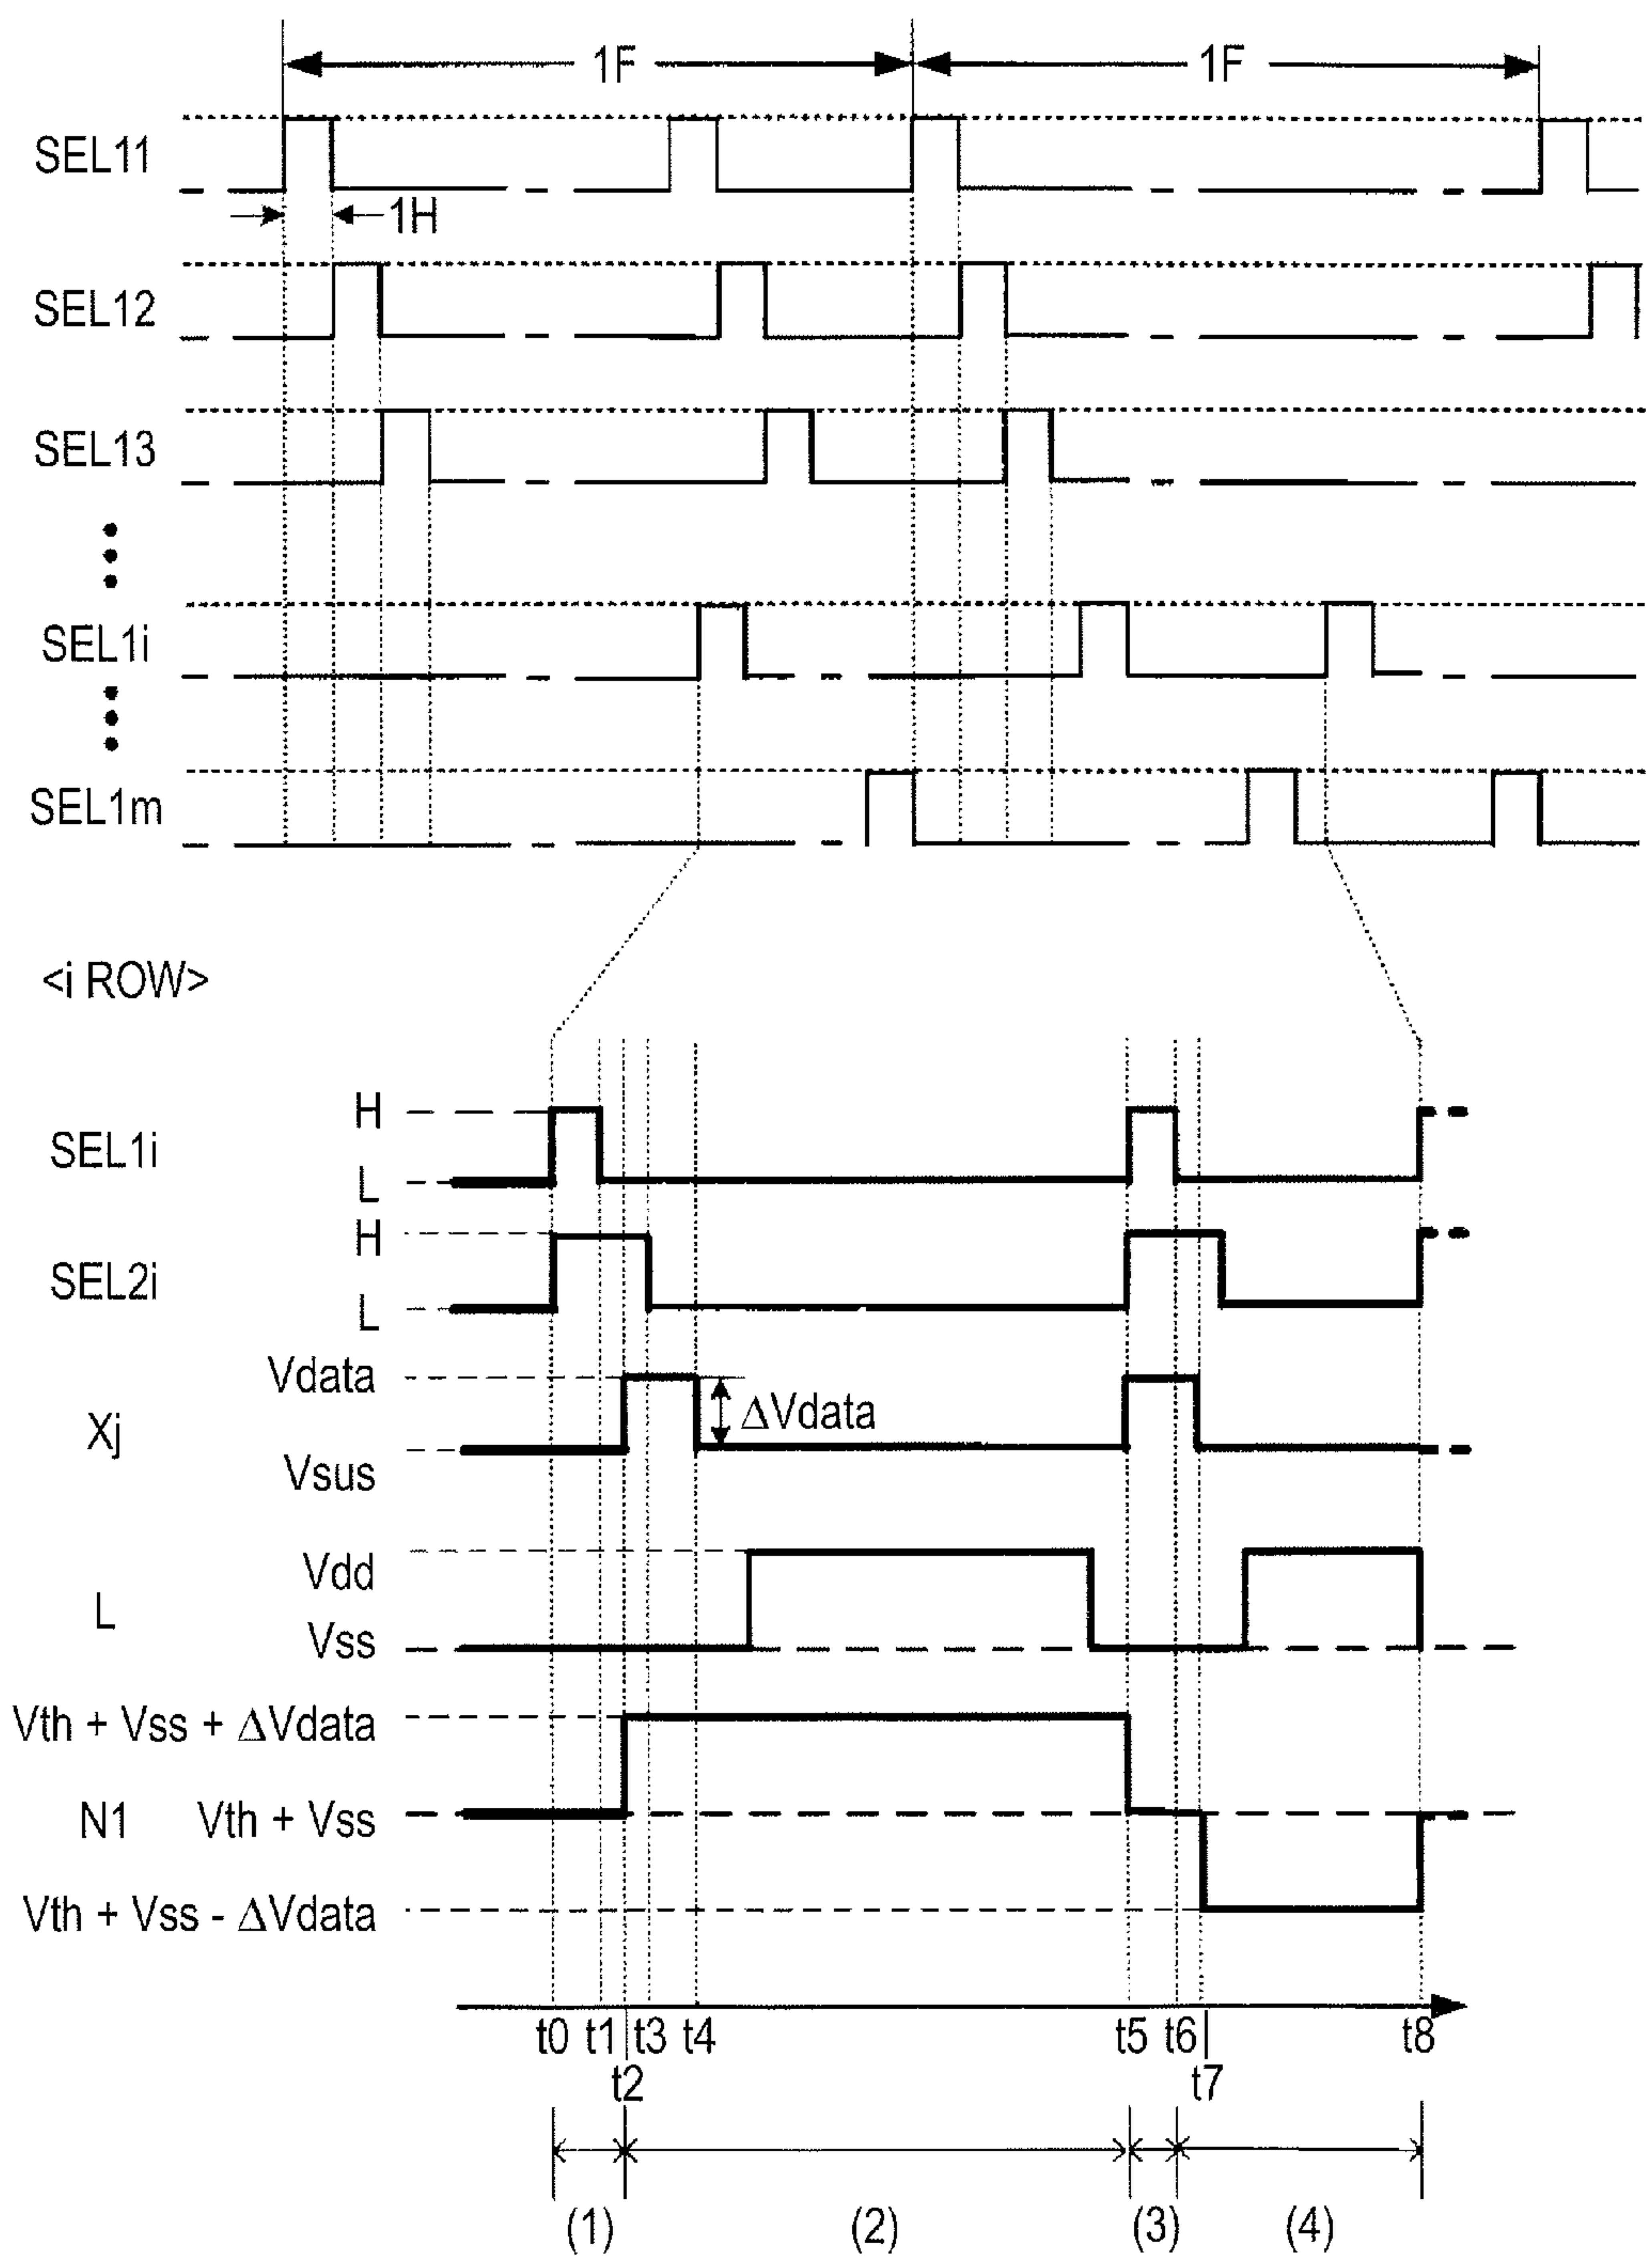 1F 1F
SEL11
1H
SEL12
SEL13
SEL1i
SEL1m
<i ROW>
H
SEL1i
L
H
SEL2i
L
Vdata
ΔVdata
Xj
Vsus
Vdd
L
Vss
Vth + Vss + ΔVdata
N1 Vth + Vss
Vth + Vss - ΔVdata
t0 t1 t3 t4 t5 t6 t8
t2 t7
(1) (2) (3) (4)